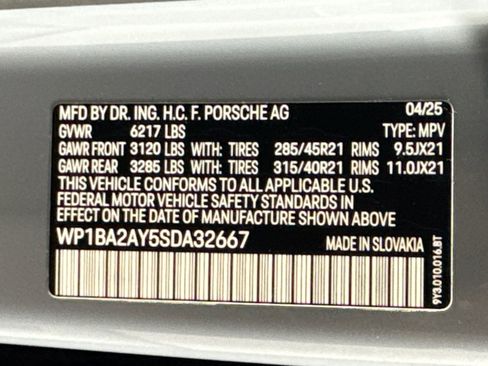 MFD BY DR. ING. H.C. F. PORSCHE AG 04/25
GVWR 6217 LBS TYPE: MPV
GAWR FRONT 3120 LBS WITH: TIRES 285/45R21 RIMS 9.5JX21
GAWR REAR 3285 LBS WITH: TIRES 315/40R21 RIMS 11.0JX21
THIS VEHICLE CONFORMS TO ALL APPLICABLE U.S.
FEDERAL MOTOR VEHICLE SAFETY STANDARDS IN
EFFECT ON THE DATE OF MANUFACTURE SHOWN ABOVE
WP1BA2AY5SDA32667 MADE IN SLOVAKIA
9Y3.010.016.BT